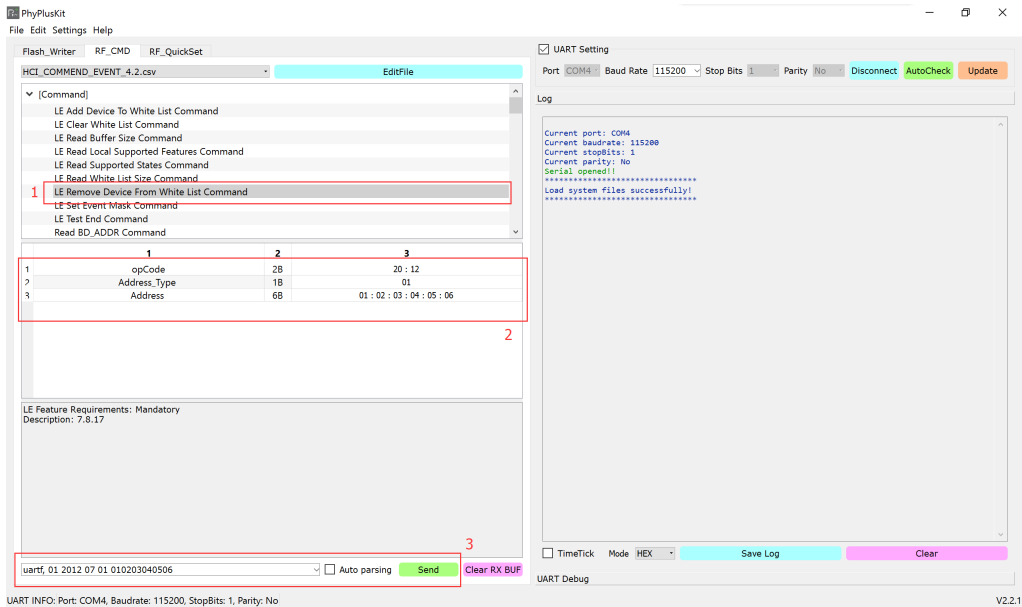 PhyPlusKit
File Edit Settings Help
Flash_Writer RF_CMD RF_QuickSet
HCI_COMMEND_EVENT_4.2.csv EditFile
[Command]
LE Add Device To White List Command
LE Clear White List Command
LE Read Buffer Size Command
LE Read Local Supported Features Command
LE Read Supported States Command
LE Read White List Size Command
1 LE Remove Device From White List Command
LE Set Event Mask Command
LE Test End Command
Read BD_ADDR Command
1 2 3
1 opCode 2B 20 : 12
2 Address_Type 1B 01
3 Address 6B 01 : 02 : 03 : 04 : 05 : 06
2
LE Feature Requirements: Mandatory
Description: 7.8.17
3
uartf, 01 2012 07 01 010203040506 Auto parsing Send Clear RX BUF
UART Setting
Port COM4 Baud Rate 115200 Stop Bits 1 Parity No Disconnect AutoCheck Update
Log
Current port: COM4
Current baudrate: 115200
Current stopBits: 1
Current parity: No
Serial opened!!
********************************
Load system files successfully!
********************************
TimeTick Mode HEX Save Log Clear
UART Debug
UART INFO: Port: COM4, Baudrate: 115200, StopBits: 1, Parity: No V2.2.1